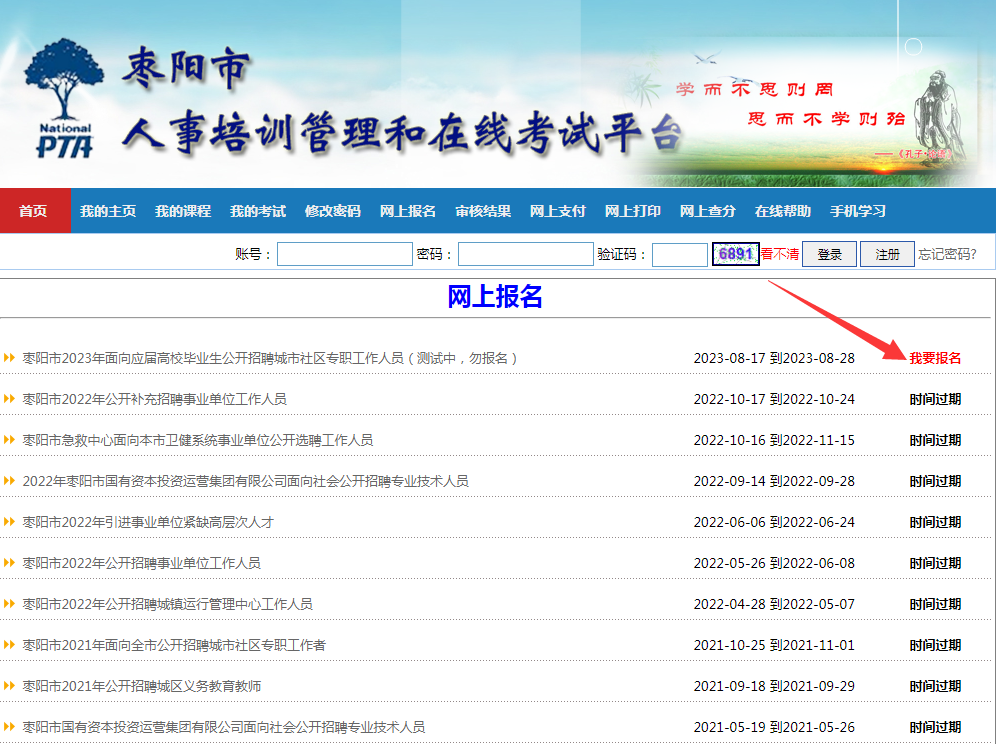 枣阳市
人事培训管理和在线考试平台
National
PTA
学而不思则罔
思而不学则殆
——《孔子·论语》
首页 我的主页 我的课程 我的考试 修改密码 网上报名 审核结果 网上支付 网上打印 网上查分 在线帮助 手机学习
账号： 密码： 验证码： 6891 看不清 登录 注册 忘记密码?
网上报名
枣阳市2023年面向应届高校毕业生公开招聘城市社区专职工作人员（测试中，勿报名） 2023-08-17 到2023-08-28 我要报名
枣阳市2022年公开补充招聘事业单位工作人员 2022-10-17 到2022-10-24 时间过期
枣阳市急救中心面向本市卫健系统事业单位公开选聘工作人员 2022-10-16 到2022-11-15 时间过期
2022年枣阳市国有资本投资运营集团有限公司面向社会公开招聘专业技术人员 2022-09-14 到2022-09-28 时间过期
枣阳市2022年引进事业单位紧缺高层次人才 2022-06-06 到2022-06-24 时间过期
枣阳市2022年公开招聘事业单位工作人员 2022-05-26 到2022-06-08 时间过期
枣阳市2022年公开招聘城镇运行管理中心工作人员 2022-04-28 到2022-05-07 时间过期
枣阳市2021年面向全市公开招聘城市社区专职工作者 2021-10-25 到2021-11-01 时间过期
枣阳市2021年公开招聘城区义务教育教师 2021-09-18 到2021-09-29 时间过期
枣阳市国有资本投资运营集团有限公司面向社会公开招聘专业技术人员 2021-05-19 到2021-05-26 时间过期